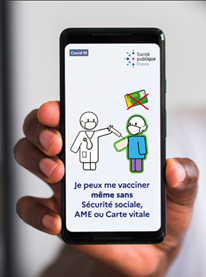 Covid 19
Santé
publique
France
Je peux me vacciner
même sans
Sécurité sociale,
AME ou Carte vitale